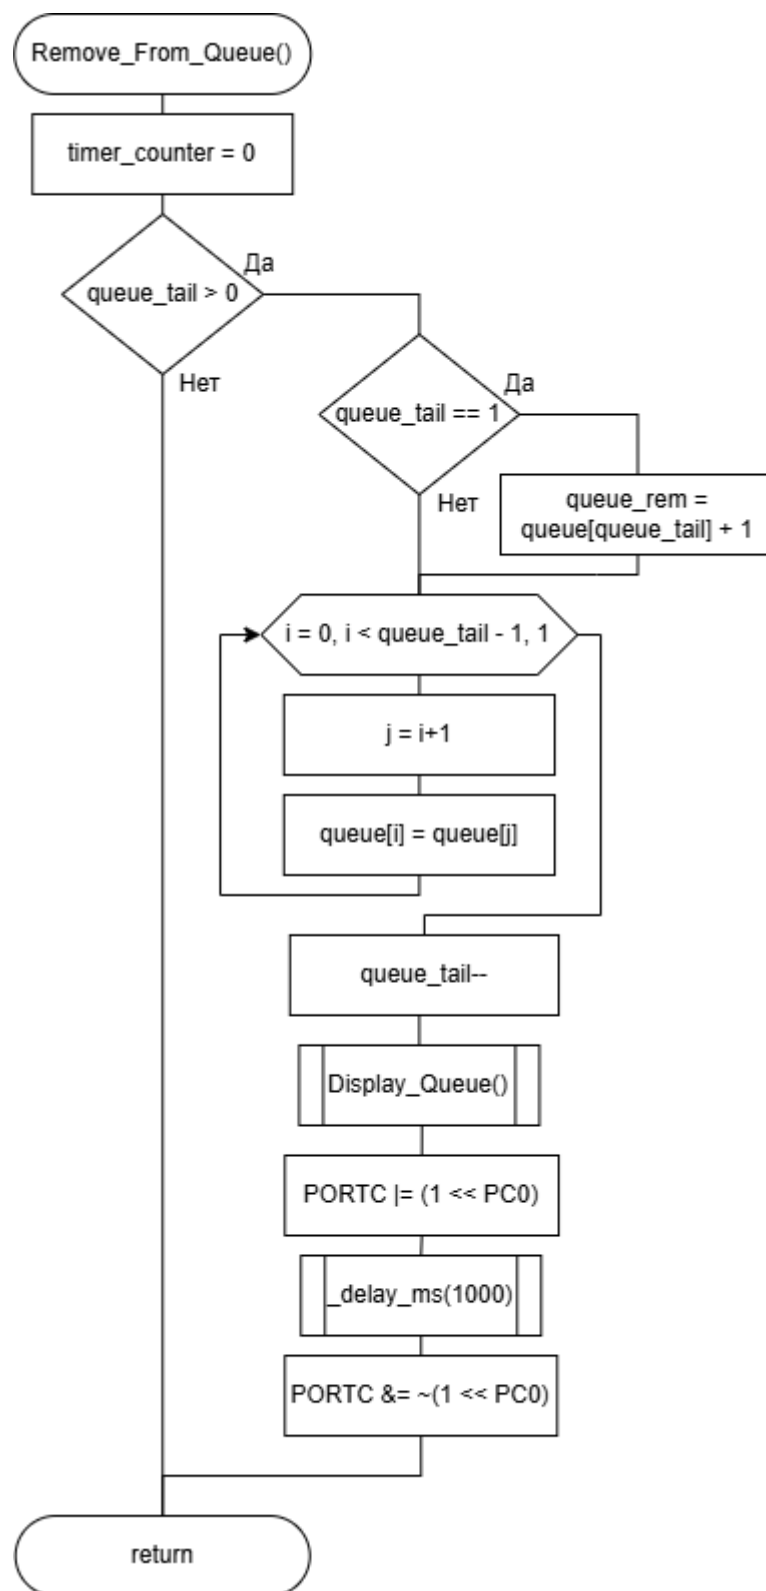 Remove_From_Queue()
timer_counter = 0
Да
queue_tail > 0
Нет
Да
queue_tail == 1
Нет
queue_rem =
queue[queue_tail] + 1
i = 0, i < queue_tail - 1, 1
j = i+1
queue[i] = queue[j]
queue_tail--
Display_Queue()
PORTC |= (1 << PC0)
_delay_ms(1000)
PORTC &= ~(1 << PC0)
return